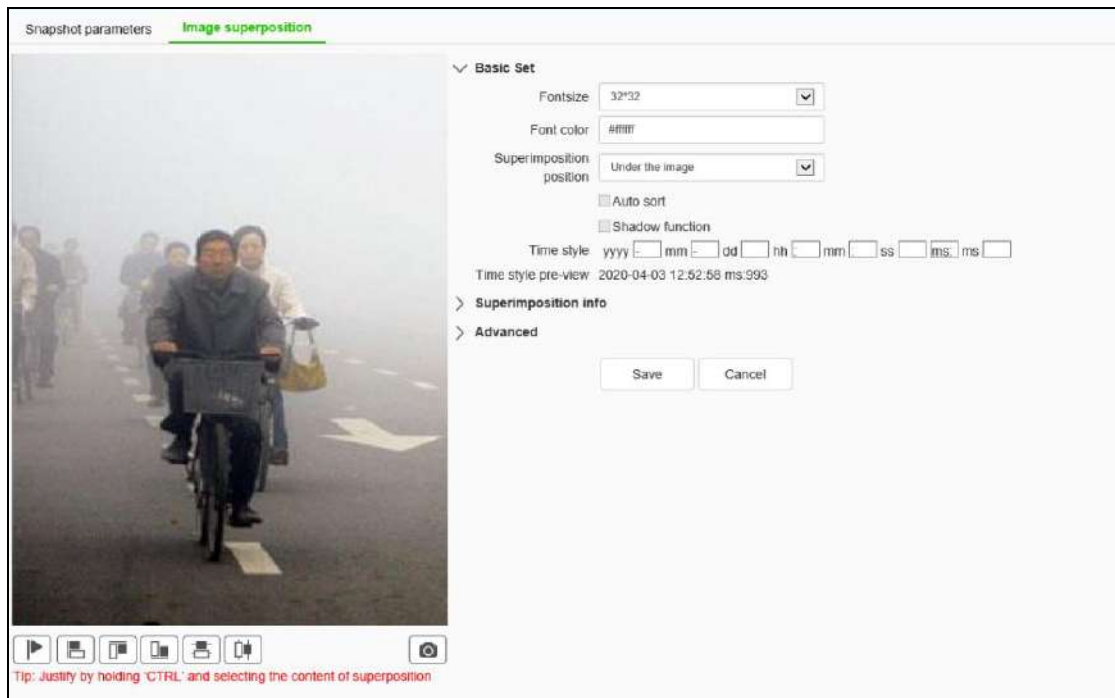 Snapshot parameters Image superposition
Basic Set
Fontsize 32*32
Font color #ffffff
Superimposition position Under the image
Auto sort
Shadow function
Time style yyyy - mm - dd hh : mm : ss ms: ms
Time style pre-view 2020-04-03 12:52:58 ms:993
Superimposition info
Advanced
Save Cancel
Tip: Justify by holding 'CTRL' and selecting the content of superposition